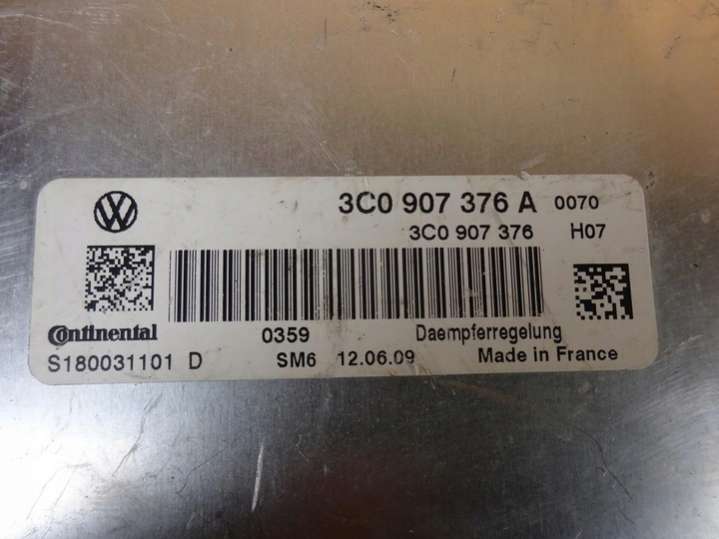 3C0 907 376 A 0070
3C0 907 376 H07
Continental 0359 Daempferregelung
S180031101 D SM6 12.06.09 Made in France